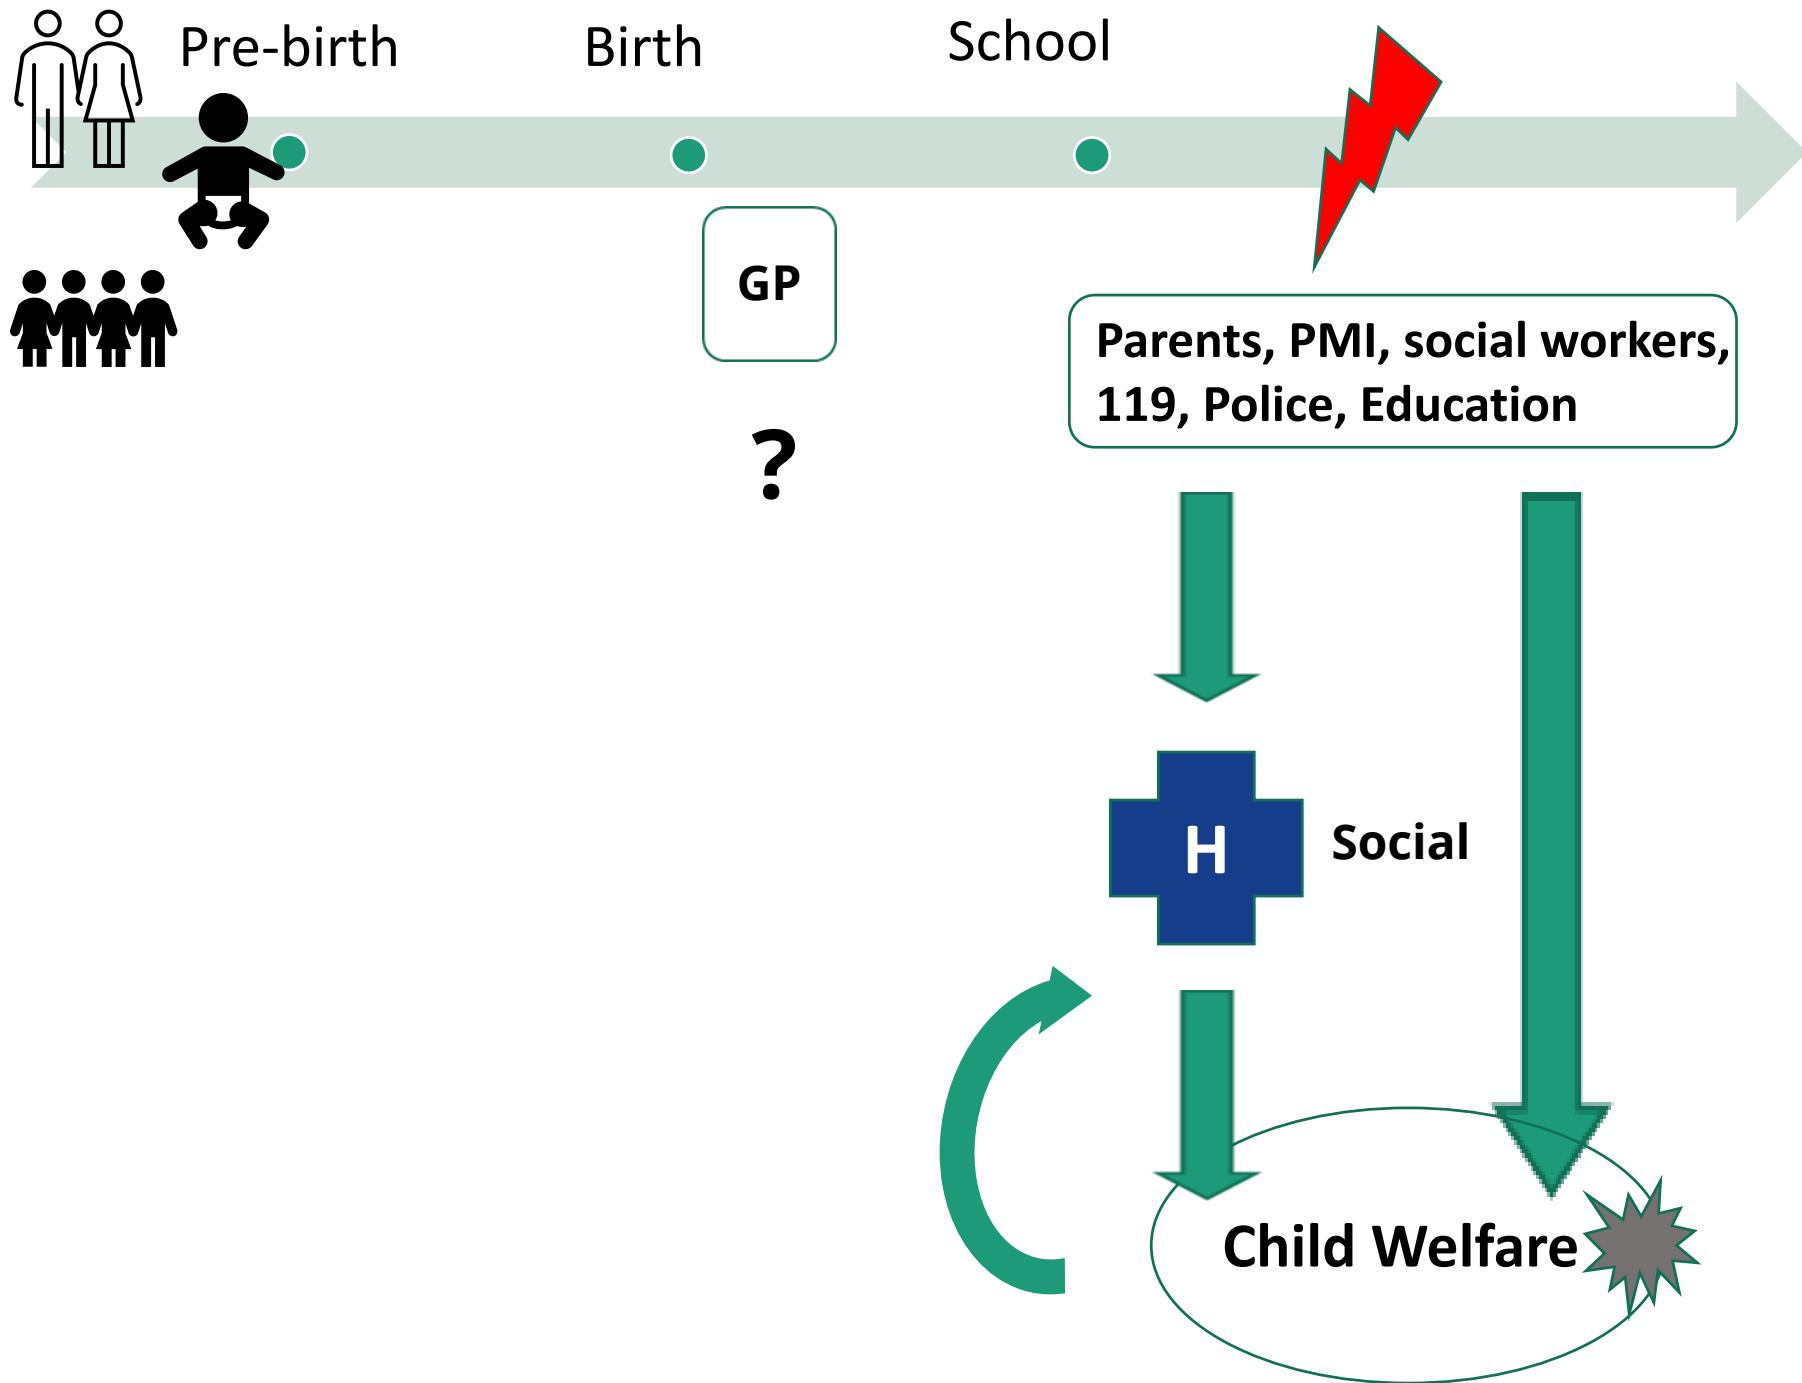 Pre-birth
Birth
School
GP
?
Parents, PMI, social workers,
119, Police, Education
H
Social
Child Welfare